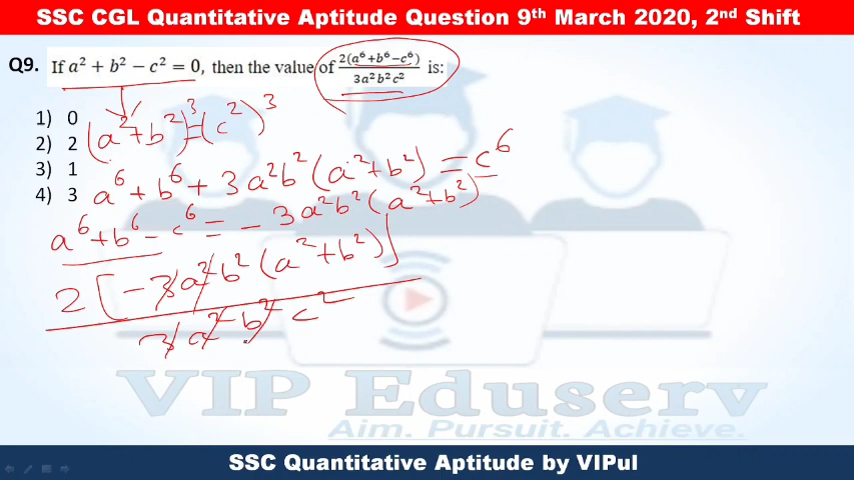 SSC CGL Quantitative Aptitude Question 9th March 2020, 2nd Shift
Q9. If a² + b² − c² = 0, then the value of 2(a⁶+b⁶−c⁶) / 3a²b²c² is:
1) 0
2) 2
3) 1
4) 3
(a²+b²)³=(c²)³
a⁶+b⁶+3a²b²(a²+b²)=c⁶
a⁶+b⁶−c⁶=−3a²b²(a²+b²)
2[−3a²b²(a²+b²)]
3a²b²c²
VIP Eduserv
Aim. Pursuit. Achieve.
SSC Quantitative Aptitude by VIPul